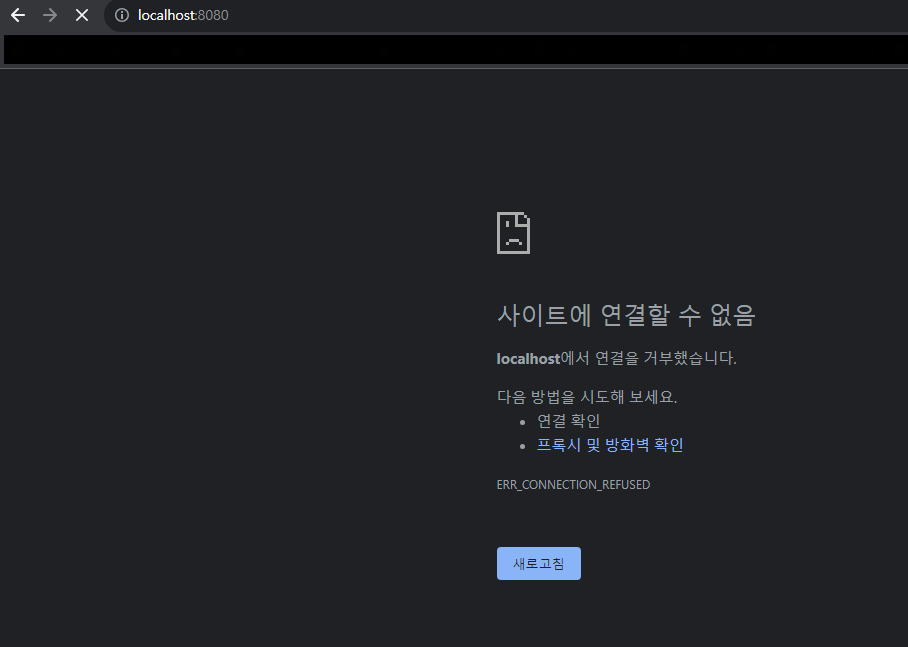 localhost:8080
사이트에 연결할 수 없음
localhost에서 연결을 거부했습니다.
다음 방법을 시도해 보세요.
• 연결 확인
• 프록시 및 방화벽 확인
ERR_CONNECTION_REFUSED
새로고침